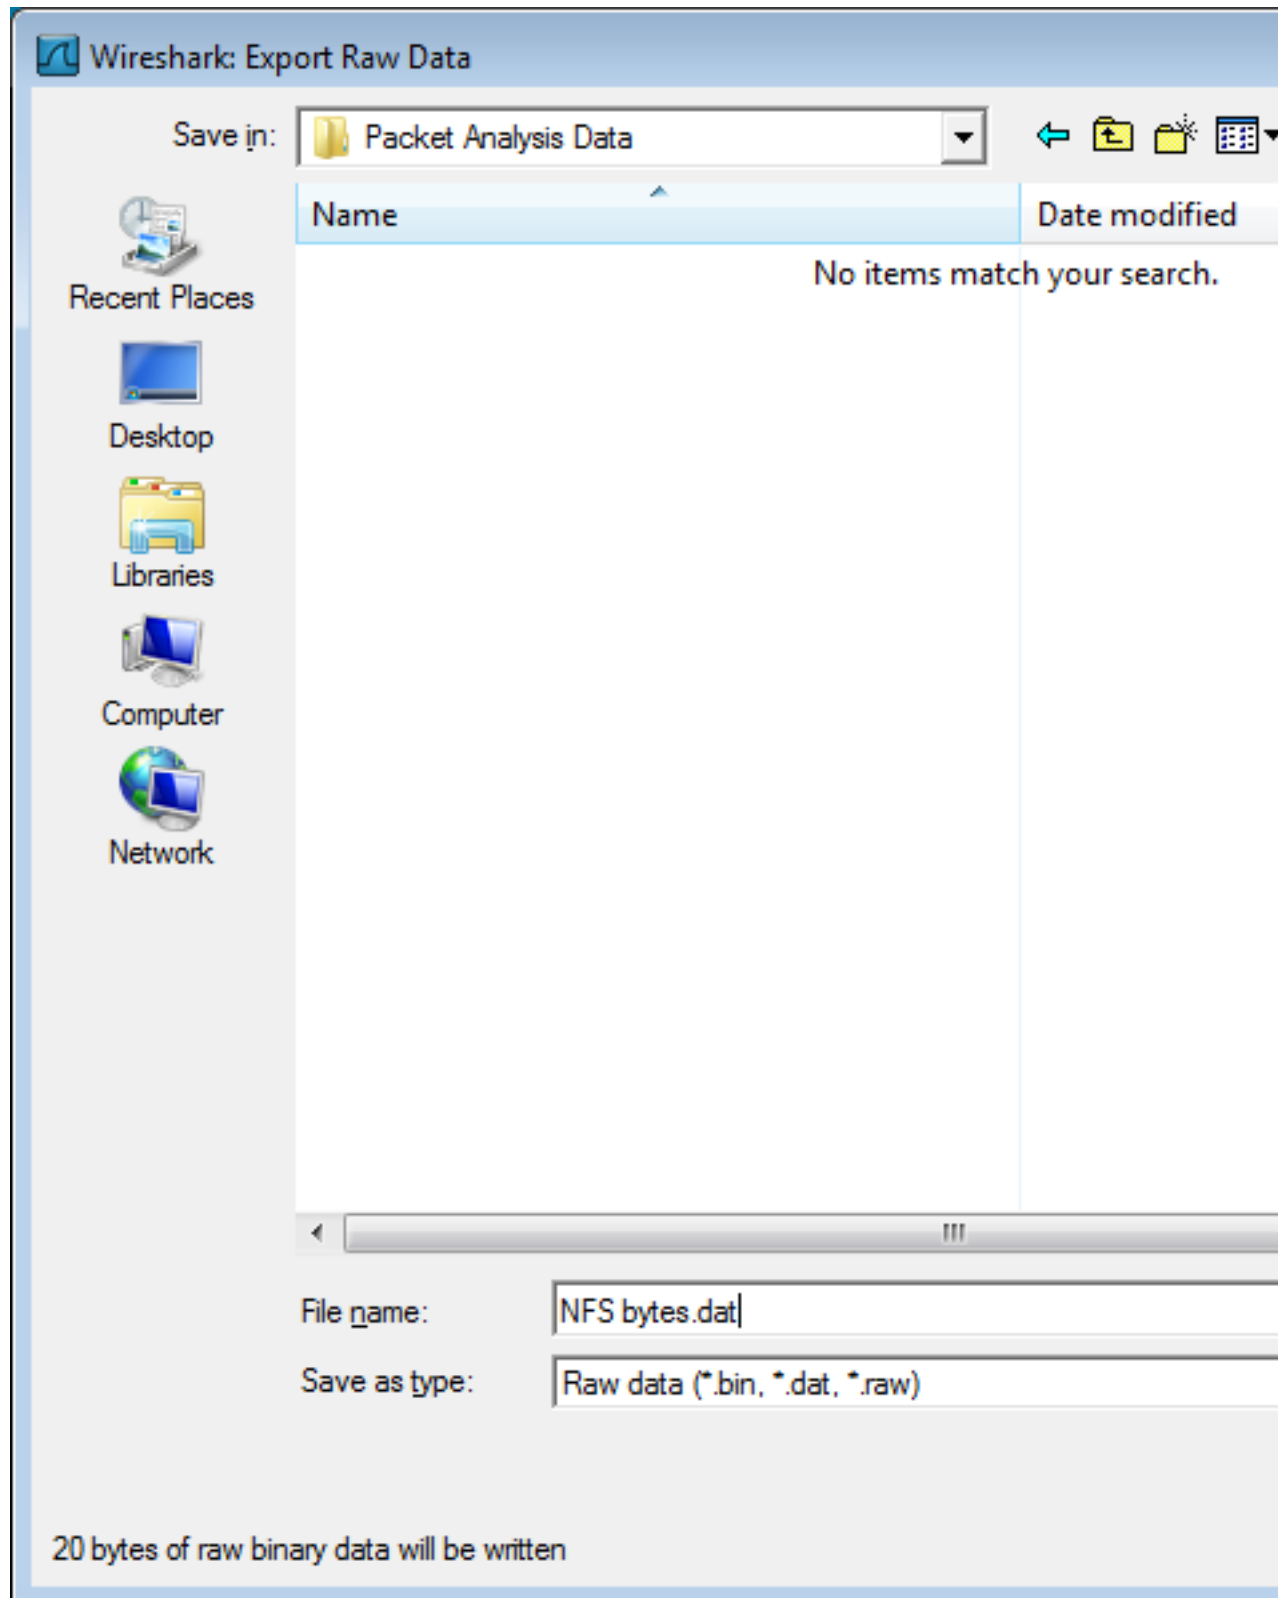 Wireshark: Export Raw Data
Save in: Packet Analysis Data
Name Date modified
No items match your search.
Recent Places
Desktop
Libraries
Computer
Network
File name: NFS bytes.dat
Save as type: Raw data (*.bin, *.dat, *.raw)
20 bytes of raw binary data will be written